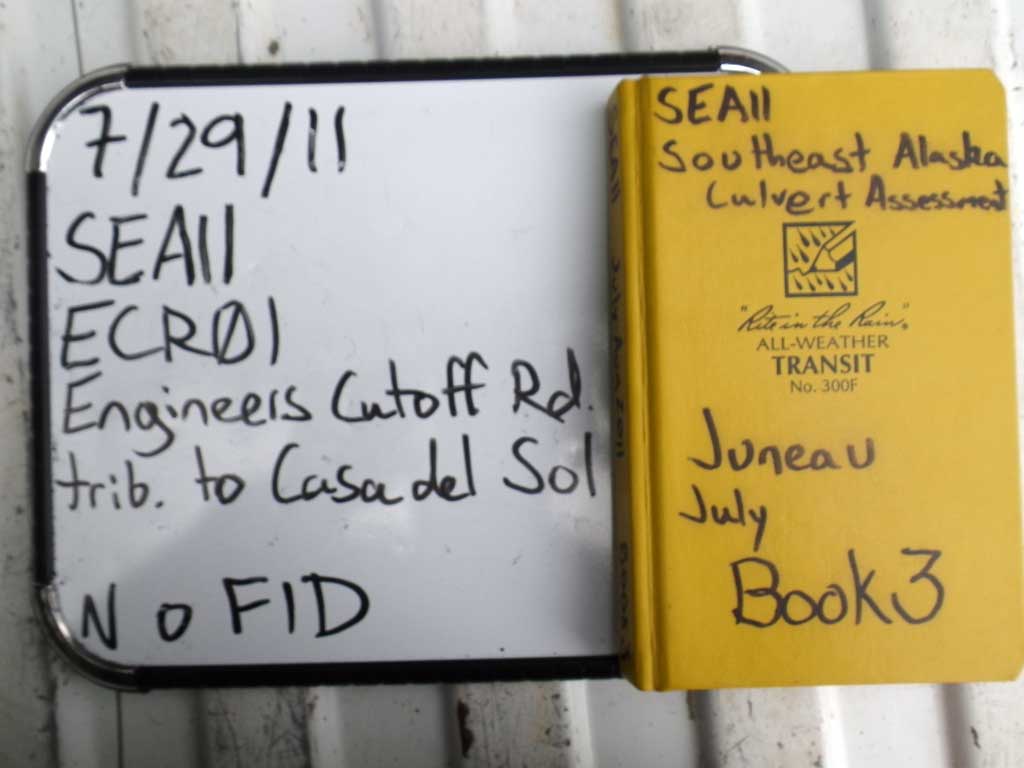 7/29/11
SEA11
ECRØ1
Engineers Cutoff Rd.
trib. to Casa del Sol
No FID
SEA11
Southeast Alaska
Culvert Assessment
"Rite in the Rain"®
ALL-WEATHER
TRANSIT
No. 300F
Juneau
July
Book 3